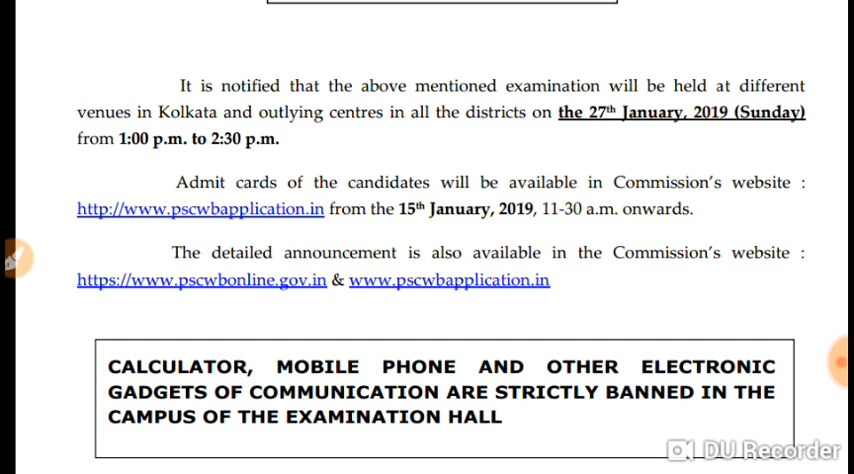 It is notified that the above mentioned examination will be held at different
venues in Kolkata and outlying centres in all the districts on the 27th January, 2019 (Sunday)
from 1:00 p.m. to 2:30 p.m.
Admit cards of the candidates will be available in Commission's website :
http://www.pscwbapplication.in from the 15th January, 2019, 11-30 a.m. onwards.
The detailed announcement is also available in the Commission's website :
https://www.pscwbonline.gov.in & www.pscwbapplication.in
CALCULATOR, MOBILE PHONE AND OTHER ELECTRONIC
GADGETS OF COMMUNICATION ARE STRICTLY BANNED IN THE
CAMPUS OF THE EXAMINATION HALL
DU Recorder